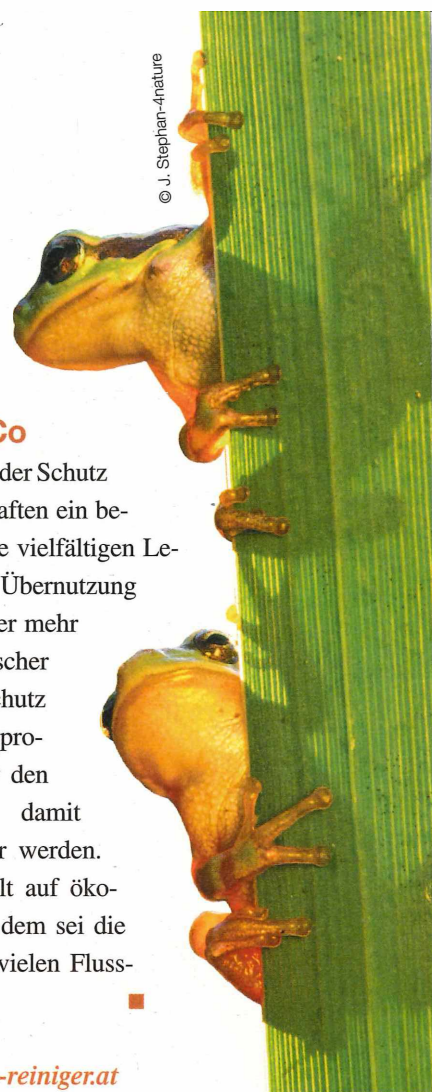 © J. Stephan-4nature
Co
der Schutz
aften ein be-
e vielfältigen Le-
Übernutzung
er mehr
scher
chutz
pro-
den
damit
r werden.
lt auf öko-
dem sei die
vielen Fluss-
-reiniger.at